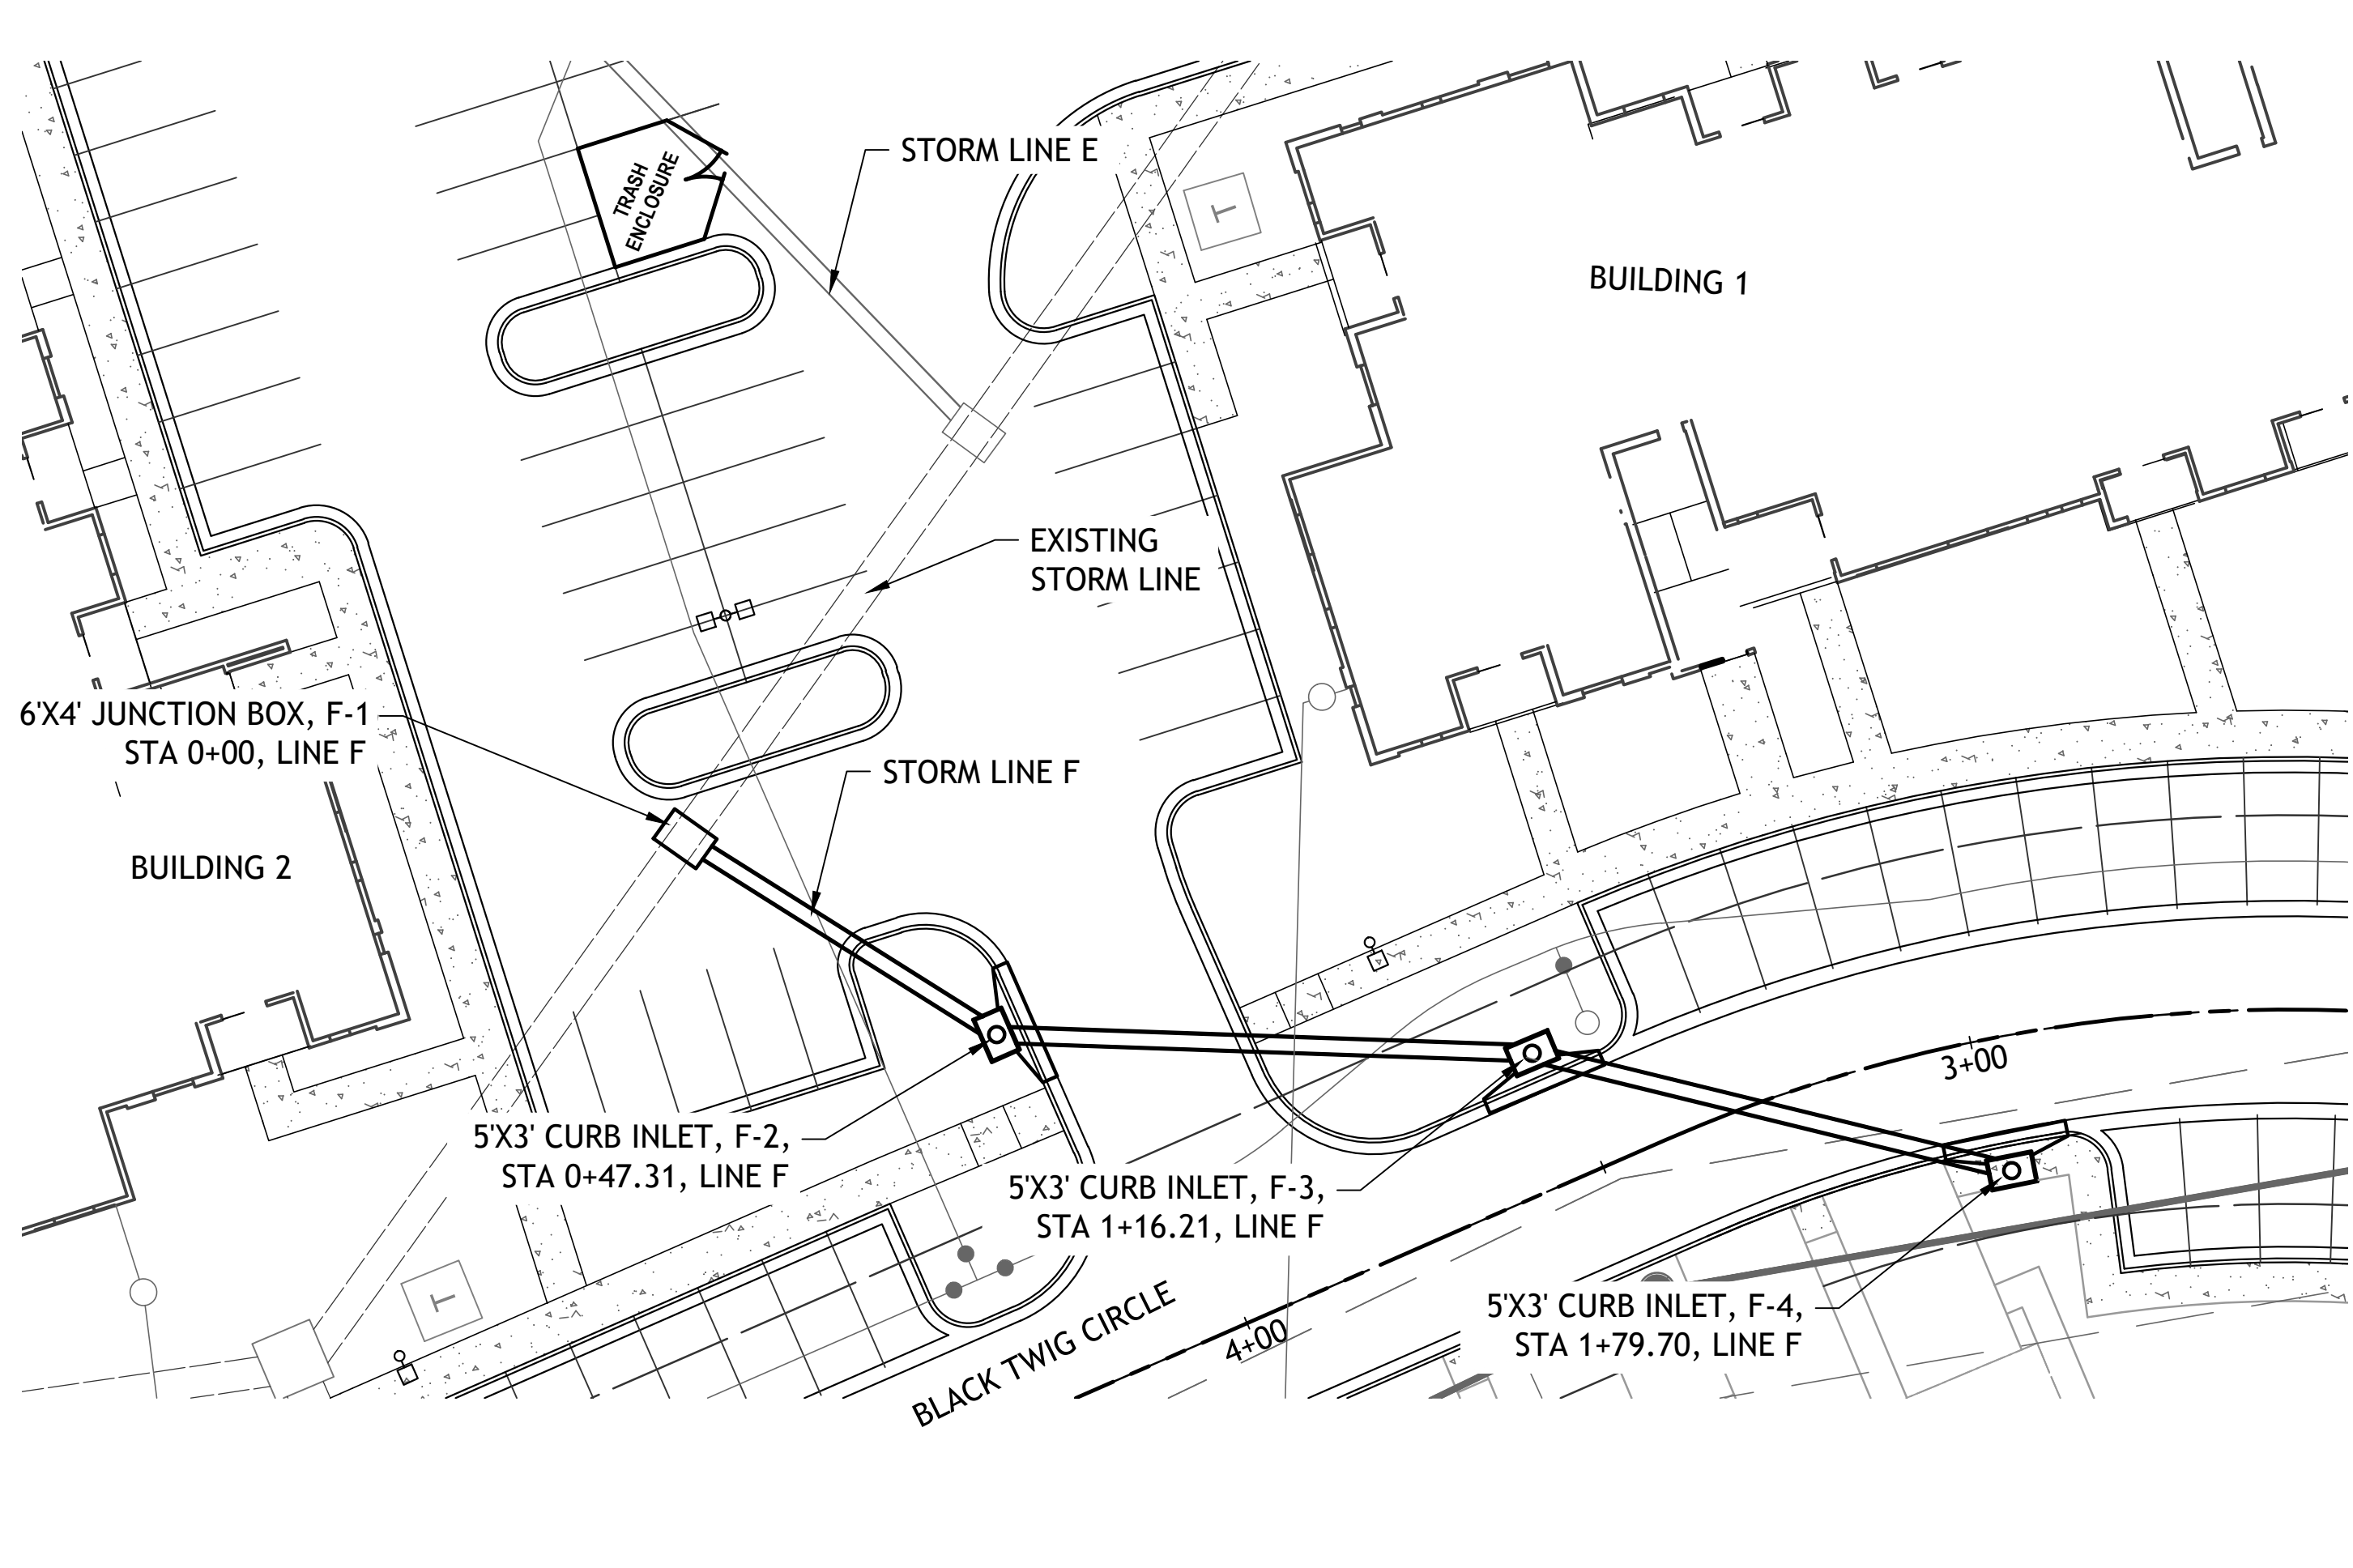 STORM LINE E
TRASH
ENCLOSURE
T
BUILDING 1
EXISTING
STORM LINE
6'X4' JUNCTION BOX, F-1
STA 0+00, LINE F
STORM LINE F
BUILDING 2
3+00
5'X3' CURB INLET, F-2,
STA 0+47.31, LINE F
5'X3' CURB INLET, F-3,
STA 1+16.21, LINE F
T
5'X3' CURB INLET, F-4,
STA 1+79.70, LINE F
4+00
BLACK TWIG CIRCLE